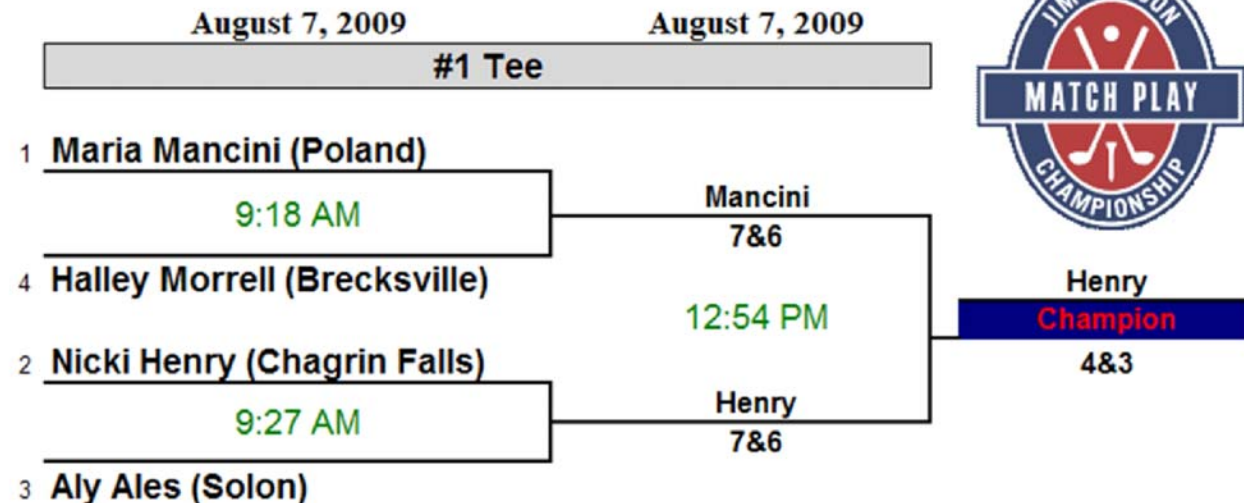 August 7, 2009 August 7, 2009
#1 Tee
MATCH PLAY
CHAMPIONSHIP
1 Maria Mancini (Poland)
9:18 AM
Mancini
7&6
4 Halley Morrell (Brecksville)
Henry
12:54 PM
Champion
2 Nicki Henry (Chagrin Falls)
4&3
9:27 AM
Henry
7&6
3 Aly Ales (Solon)